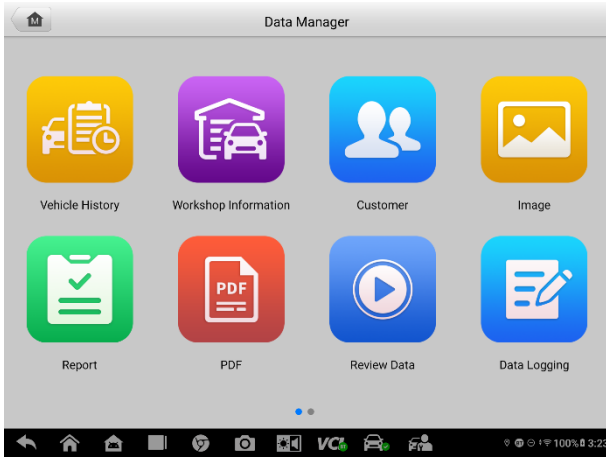 M
Data Manager
Vehicle History
Workshop Information
Customer
Image
PDF
Report
PDF
Review Data
Data Logging
VCI
100% 3:23